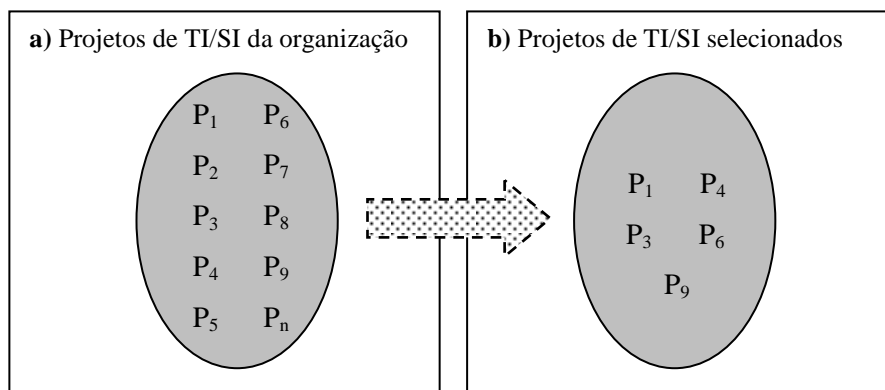 a) Projetos de TI/SI da organização
P₁ P₆
P₂ P₇
P₃ P₈
P₄ P₉
P₅ Pₙ
b) Projetos de TI/SI selecionados
P₁ P₄
P₃ P₆
P₉